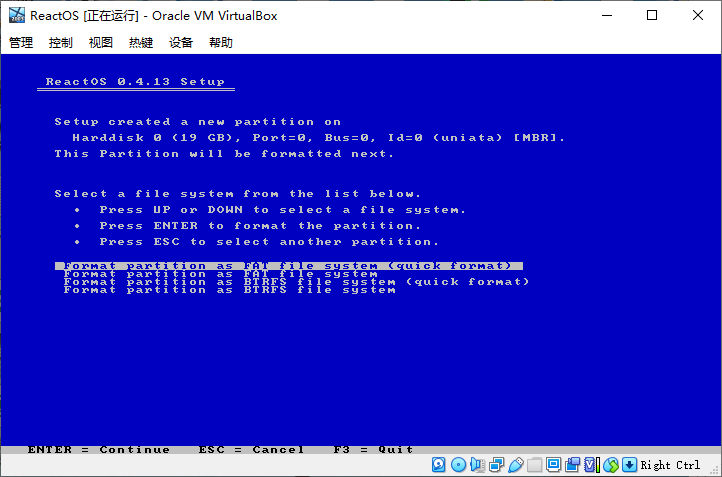 ReactOS [正在运行] - Oracle VM VirtualBox
管理 控制 视图 热键 设备 帮助
ReactOS 0.4.13 Setup
Setup created a new partition on
Harddisk 0 (19 GB), Port=0, Bus=0, Id=0 (uniata) [MBR].
This Partition will be formatted next.
Select a file system from the list below.
• Press UP or DOWN to select a file system.
• Press ENTER to format the partition.
• Press ESC to select another partition.
Format partition as FAT file system (quick format)
Format partition as FAT file system
Format partition as BTRFS file system (quick format)
Format partition as BTRFS file system
ENTER = Continue ESC = Cancel F3 = Quit
Right Ctrl